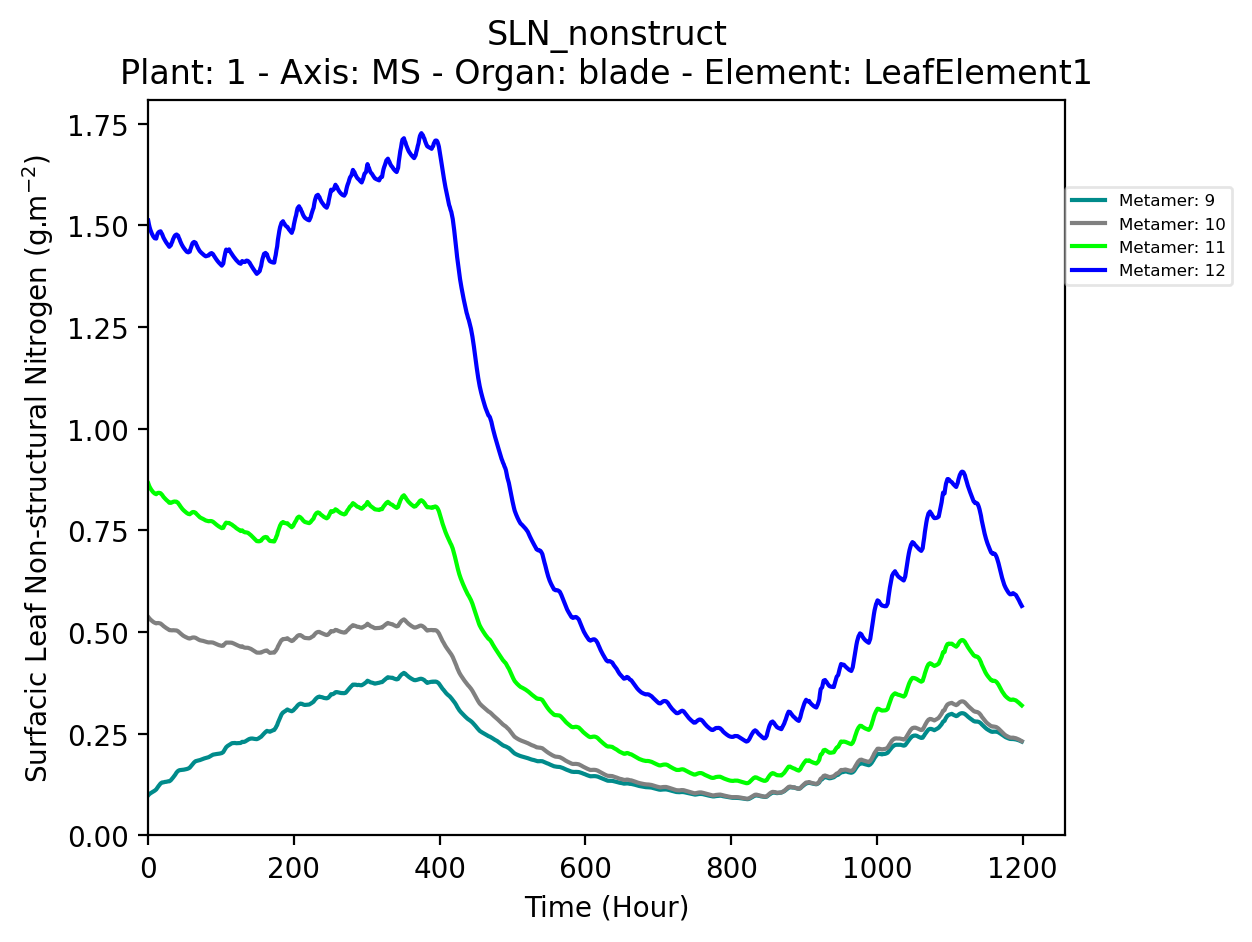 SLN_nonstruct
Plant: 1 - Axis: MS - Organ: blade - Element: LeafElement1
Surfacic Leaf Non-structural Nitrogen (g.m⁻²)
1.75
1.50
1.25
1.00
0.75
0.50
0.25
0.00
0 200 400 600 800 1000 1200
Time (Hour)
Metamer: 9
Metamer: 10
Metamer: 11
Metamer: 12